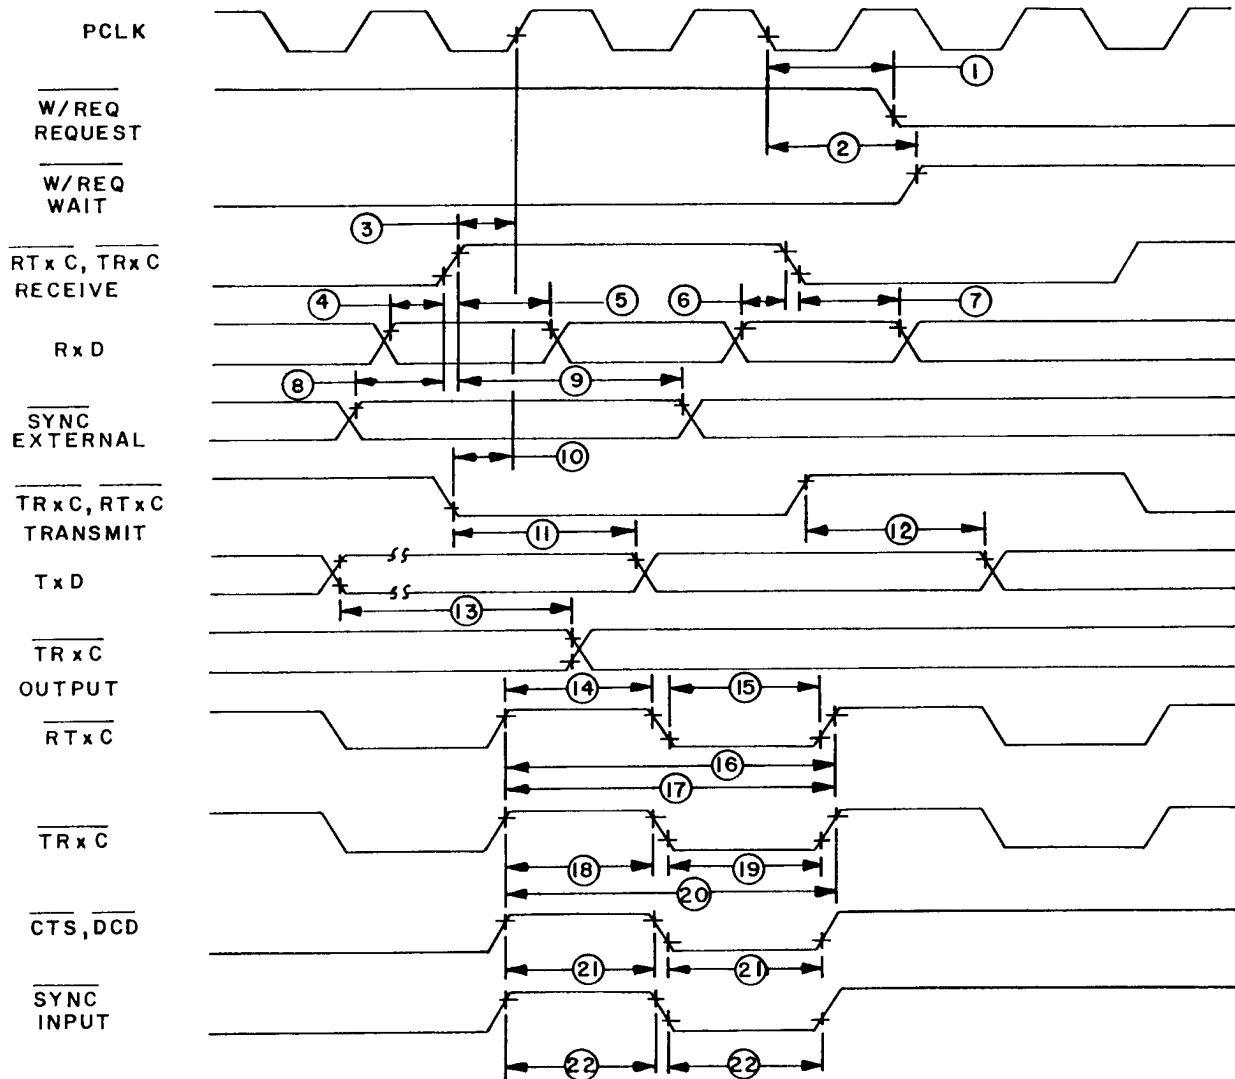 PCLK
1
W/REQ
REQUEST
2
W/REQ
WAIT
3
RTxC, TRxC
RECEIVE
4
5
6
7
RxD
8
9
SYNC
EXTERNAL
10
TRxC, RTxC
TRANSMIT
11
12
TxD
13
TRxC
OUTPUT
14
15
RTxC
16
17
TRxC
18
19
20
CTS, DCD
21
21
SYNC
INPUT
22
22